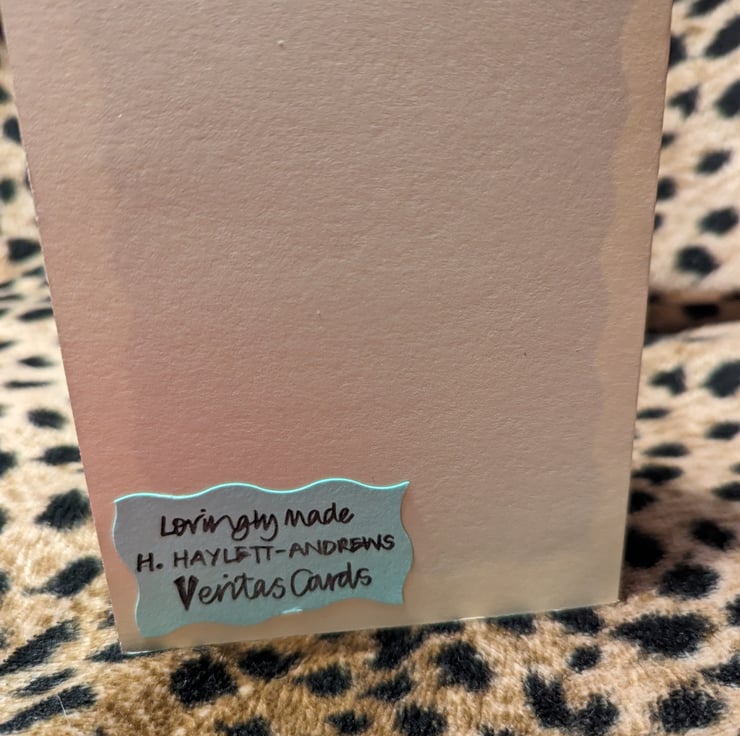 Lovingly Made
H. HAYLETT-ANDREWS
Veritas Cards